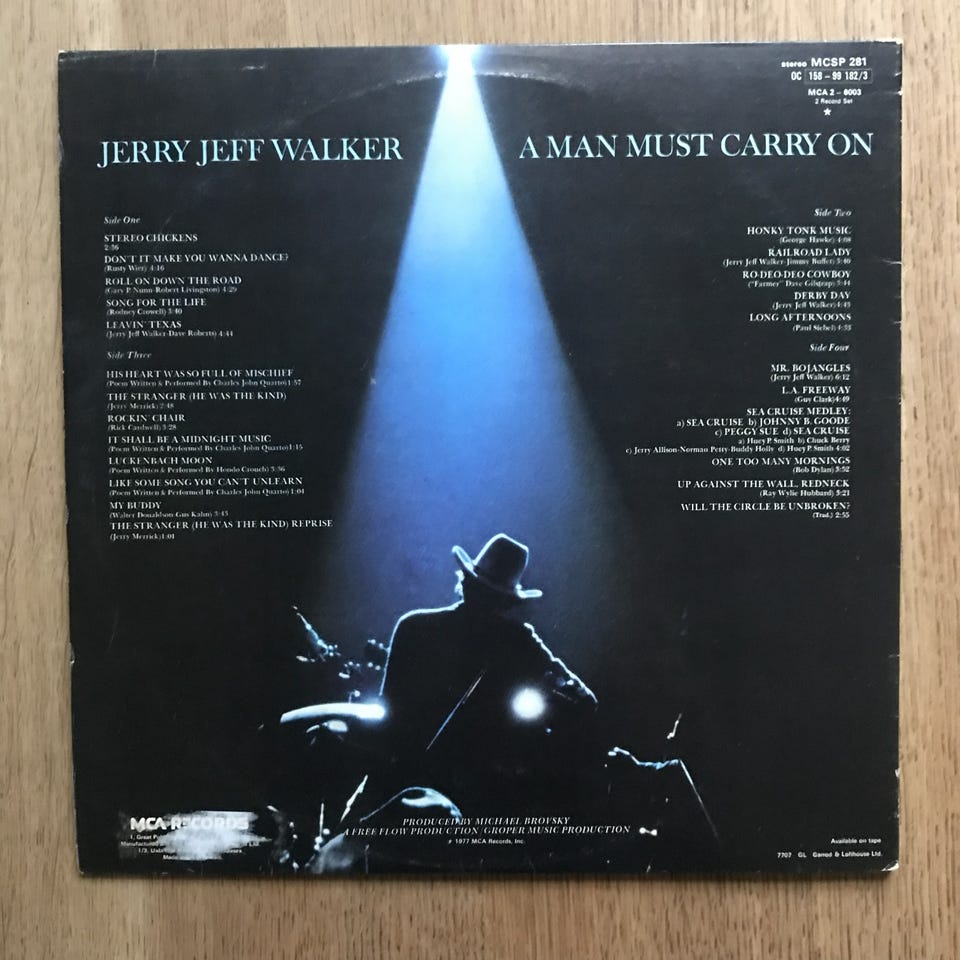 stereo MCSP 281
OC 158 – 99 182/3
MCA 2 – 8003
2 Record Set
JERRY JEFF WALKER
A MAN MUST CARRY ON
Side One
STEREO CHICKENS
2:36
DON'T IT MAKE YOU WANNA DANCE?
(Rusty Wier) 4:16
ROLL ON DOWN THE ROAD
(Gary P. Nunn-Robert Livingston) 4:29
SONG FOR THE LIFE
(Rodney Crowell) 3:40
LEAVIN' TEXAS
(Jerry Jeff Walker-Dave Roberts) 4:44
Side Two
HONKY TONK MUSIC
(George Hawke) 4:08
RAILROAD LADY
(Jerry Jeff Walker-Jimmy Buffet) 3:40
RO-DEO-DEO COWBOY
("Farmer" Dave Gilstrap) 3:44
DERBY DAY
(Jerry Jeff Walker) 4:45
LONG AFTERNOONS
(Paul Siebel) 4:33
Side Three
HIS HEART WAS SO FULL OF MISCHIEF
(Poem Written & Performed By Charles John Quarto) 1:37
THE STRANGER (HE WAS THE KIND)
(Jerry Merrick) 2:48
ROCKIN' CHAIR
(Rick Cardwell) 3:28
IT SHALL BE A MIDNIGHT MUSIC
(Poem Written & Performed By Charles John Quarto) 1:15
LUCKENBACH MOON
(Poem Written & Performed By Hondo Crouch) 3:36
LIKE SOME SONG YOU CAN'T UNLEARN
(Poem Written & Performed By Charles John Quarto) 1:04
MY BUDDY
(Walter Donaldson-Gus Kahn) 3:45
THE STRANGER (HE WAS THE KIND) REPRISE
(Jerry Merrick) 1:01
Side Four
MR. BOJANGLES
(Jerry Jeff Walker) 6:12
L.A. FREEWAY
(Guy Clark) 4:49
SEA CRUISE MEDLEY:
a) SEA CRUISE b) JOHNNY B. GOODE
c) PEGGY SUE d) SEA CRUISE
a) Huey P. Smith b) Chuck Berry
c) Jerry Allison-Norman Petty-Buddy Holly d) Huey P. Smith 4:02
ONE TOO MANY MORNINGS
(Bob Dylan) 3:52
UP AGAINST THE WALL, REDNECK
(Ray Wylie Hubbard) 3:21
WILL THE CIRCLE BE UNBROKEN?
(Trad.) 2:55
MCA RECORDS
1, Great
Manufactured Ltd.
1/3,
Made
PRODUCED BY MICHAEL BROVSKY
A FREE FLOW PRODUCTION/GROPER MUSIC PRODUCTION
℗ 1977 MCA Records, Inc.
Available on tape
7707 GL Garrod & Lofthouse Ltd.